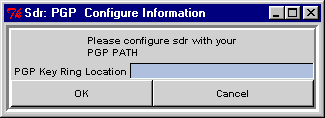 Sdr: PGP Configure Information
Please configure sdr with your
PGP PATH
PGP Key Ring Location
OK Cancel